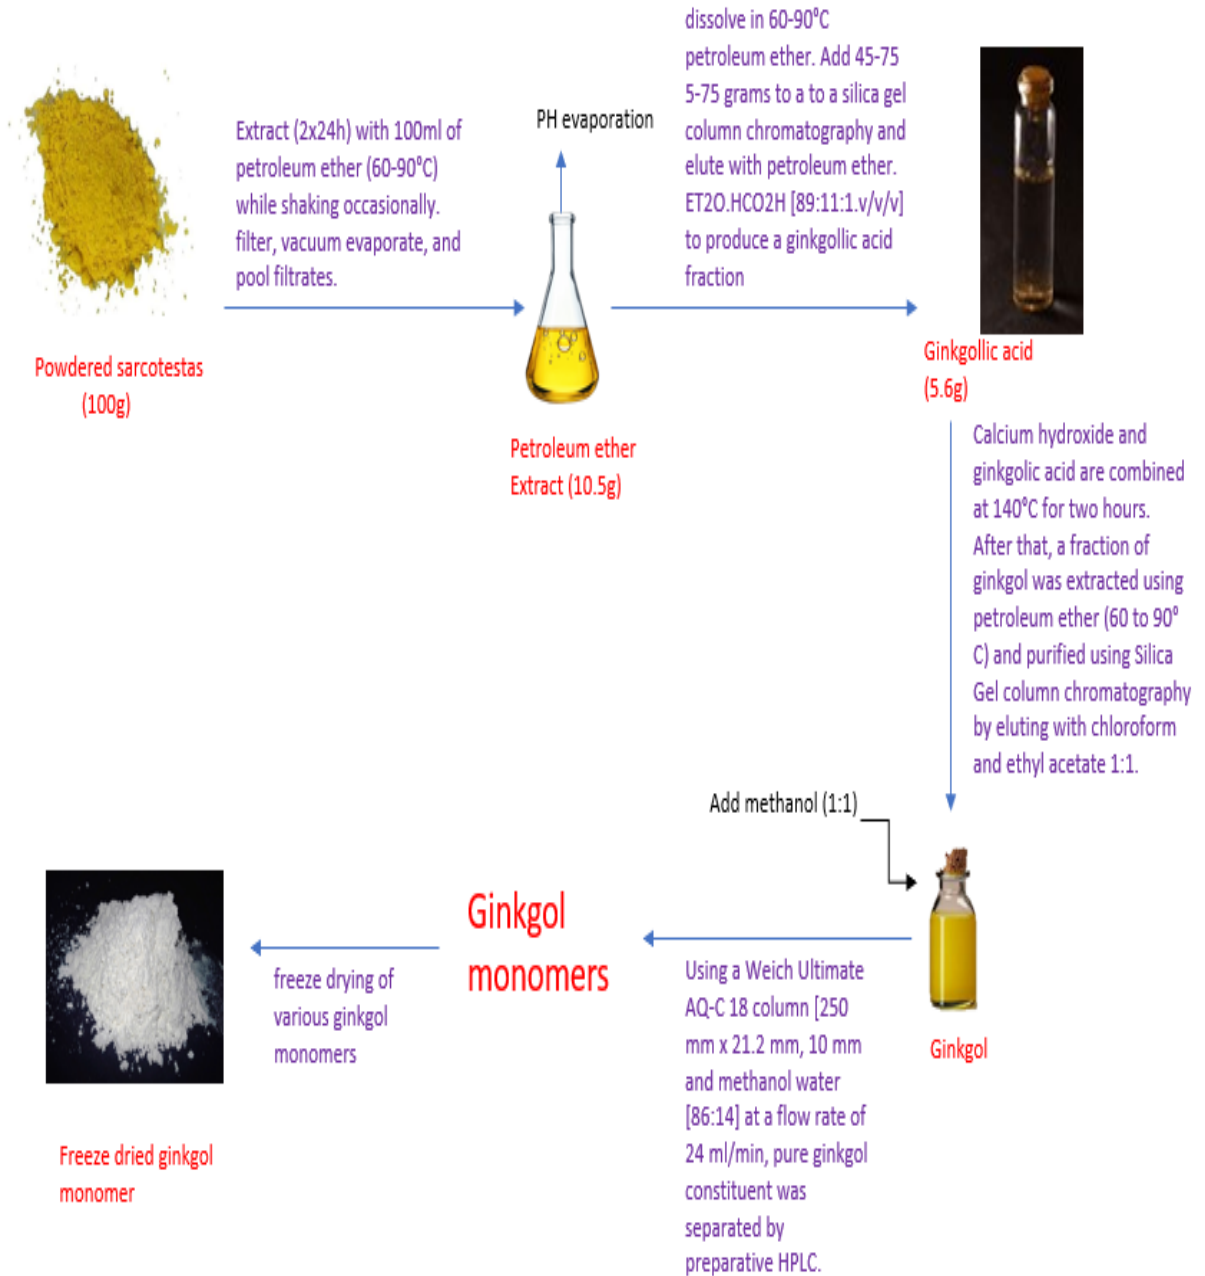 Extract (2x24h) with 100ml of
petroleum ether (60-90°C)
while shaking occasionally.
filter, vacuum evaporate, and
pool filtrates.
PH evaporation
dissolve in 60-90°C
petroleum ether. Add 45-75
5-75 grams to a to a silica gel
column chromatography and
elute with petroleum ether.
ET2O.HCO2H [89:11:1.v/v/v]
to produce a ginkgollic acid
fraction
Powdered sarcotestas
(100g)
Petroleum ether
Extract (10.5g)
Ginkgollic acid
(5.6g)
Calcium hydroxide and
ginkgolic acid are combined
at 140°C for two hours.
After that, a fraction of
ginkgol was extracted using
petroleum ether (60 to 90°
C) and purified using Silica
Gel column chromatography
by eluting with chloroform
and ethyl acetate 1:1.
Add methanol (1:1)
Ginkgol
Using a Weich Ultimate
AQ-C 18 column [250
mm x 21.2 mm, 10 mm
and methanol water
[86:14] at a flow rate of
24 ml/min, pure ginkgol
constituent was
separated by
preparative HPLC.
Ginkgol
monomers
freeze drying of
various ginkgol
monomers
Freeze dried ginkgol
monomer